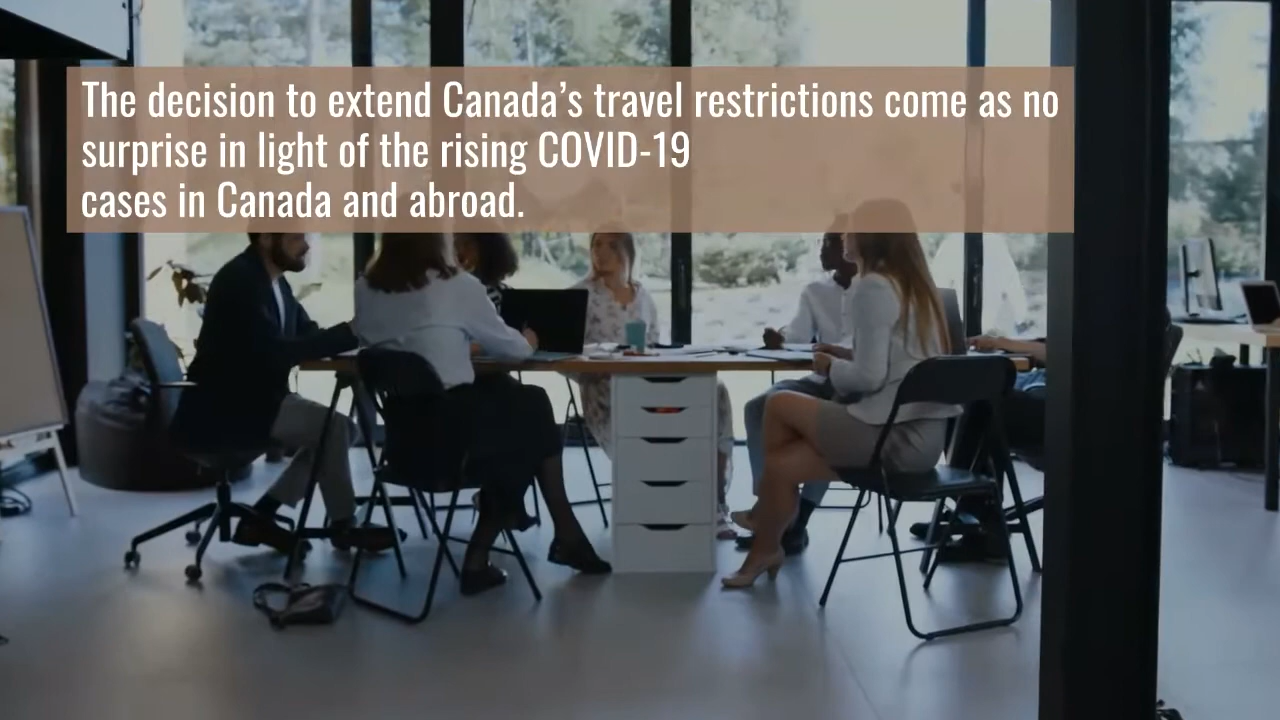 The decision to extend Canada’s travel restrictions come as no
surprise in light of the rising COVID-19
cases in Canada and abroad.